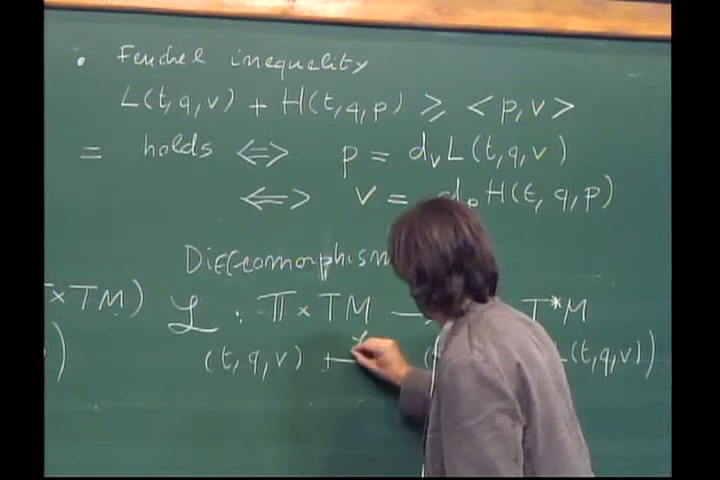 • Fenchel inequality
L(t,q,v) + H(t,q,p) ≥ <p,v>
= holds ⟺ p = d_v L(t,q,v)
⟺ v = d_p H(t,q,p)
Diffeomorphism
×TM) ℒ : 𝕋 × TM → T*M
) (t,q,v) ↦ ( L(t,q,v))